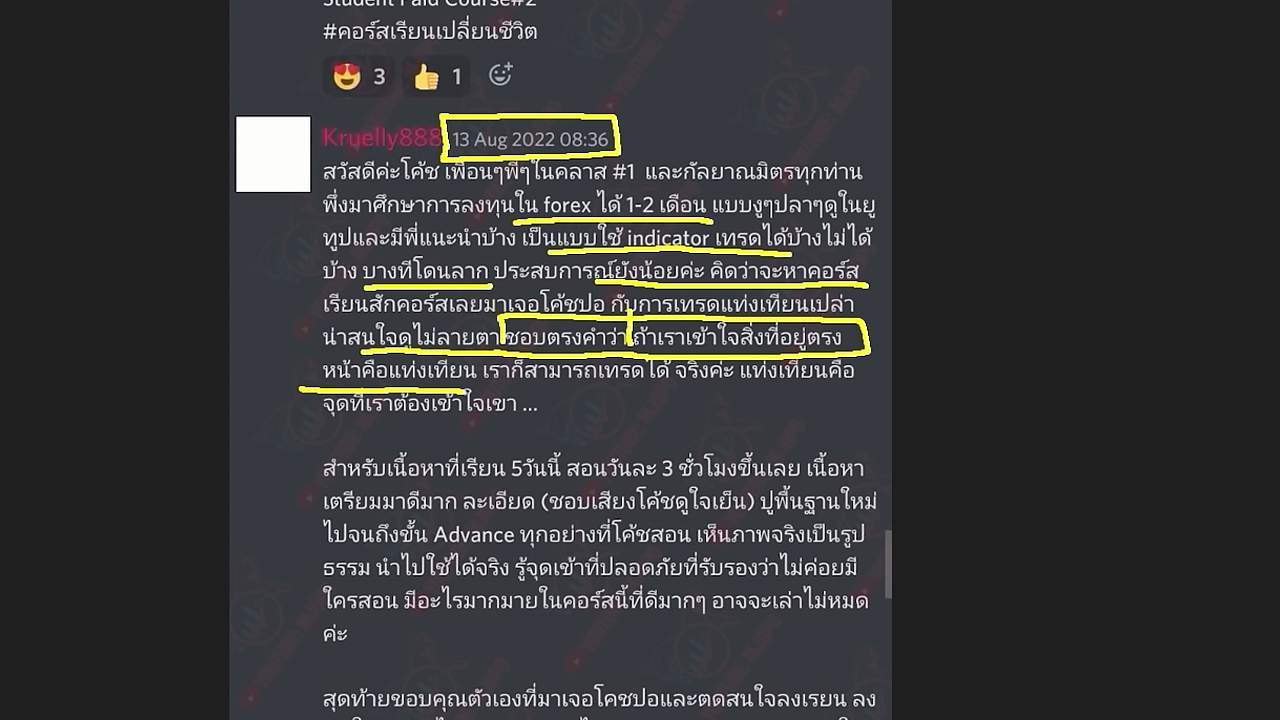 Student Paid Course#2
#คอร์สเรียนเปลี่ยนชีวิต
3 1
Kruelly888 13 Aug 2022 08:36
สวัสดีค่ะโค้ช เพื่อนๆพี่ๆในคลาส #1 และกัลยาณมิตรทุกท่าน
พึ่งมาศึกษาการลงทุนใน forex ได้ 1-2 เดือน แบบงูๆปลาๆดูในยู
ทูปและมีพี่แนะนำบ้าง เป็นแบบใช้ indicator เทรดได้บ้างไม่ได้
บ้าง บางทีโดนลาก ประสบการณ์ยังน้อยค่ะ คิดว่าจะหาคอร์ส
เรียนสักคอร์สเลยมาเจอโค้ชปอ กับการเทรดแท่งเทียนเปล่า
น่าสนใจดูไม่ลายตา ชอบตรงคำว่า ถ้าเราเข้าใจสิ่งที่อยู่ตรง
หน้าคือแท่งเทียน เราก็สามารถเทรดได้ จริงค่ะ แท่งเทียนคือ
จุดที่เราต้องเข้าใจเขา ...
สำหรับเนื้อหาที่เรียน 5วันนี้ สอนวันละ 3 ชั่วโมงขึ้นเลย เนื้อหา
เตรียมมาดีมาก ละเอียด (ชอบเสียงโค้ชดูใจเย็น) ปูพื้นฐานใหม่
ไปจนถึงขั้น Advance ทุกอย่างที่โค้ชสอน เห็นภาพจริงเป็นรูป
ธรรม นำไปใช้ได้จริง รู้จุดเข้าที่ปลอดภัยที่รับรองว่าไม่ค่อยมี
ใครสอน มีอะไรมากมายในคอร์สนี้ที่ดีมากๆ อาจจะเล่าไม่หมด
ค่ะ
สุดท้ายขอบคุณตัวเองที่มาเจอโคชปอและตดสนใจลงเรยน ลง